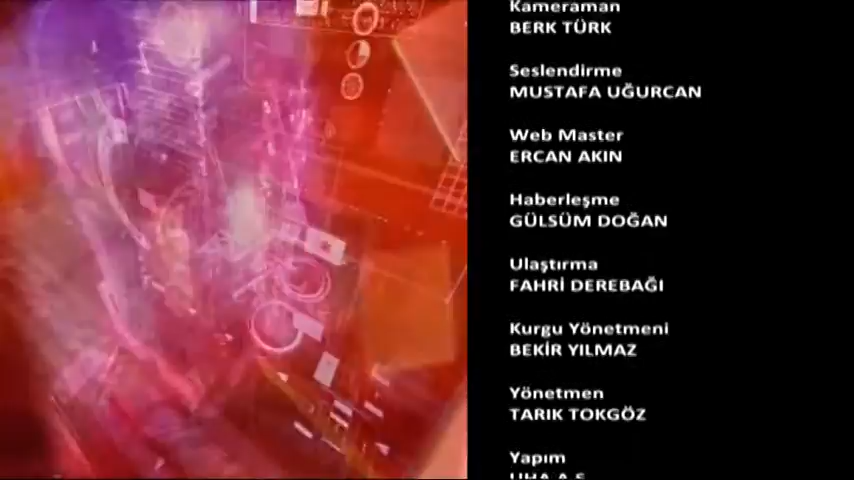 Kameraman
BERK TÜRK
Seslendirme
MUSTAFA UĞURCAN
Web Master
ERCAN AKIN
Haberleşme
GÜLSÜM DOĞAN
Ulaştırma
FAHRİ DEREBAĞI
Kurgu Yönetmeni
BEKİR YILMAZ
Yönetmen
TARIK TOKGÖZ
Yapım